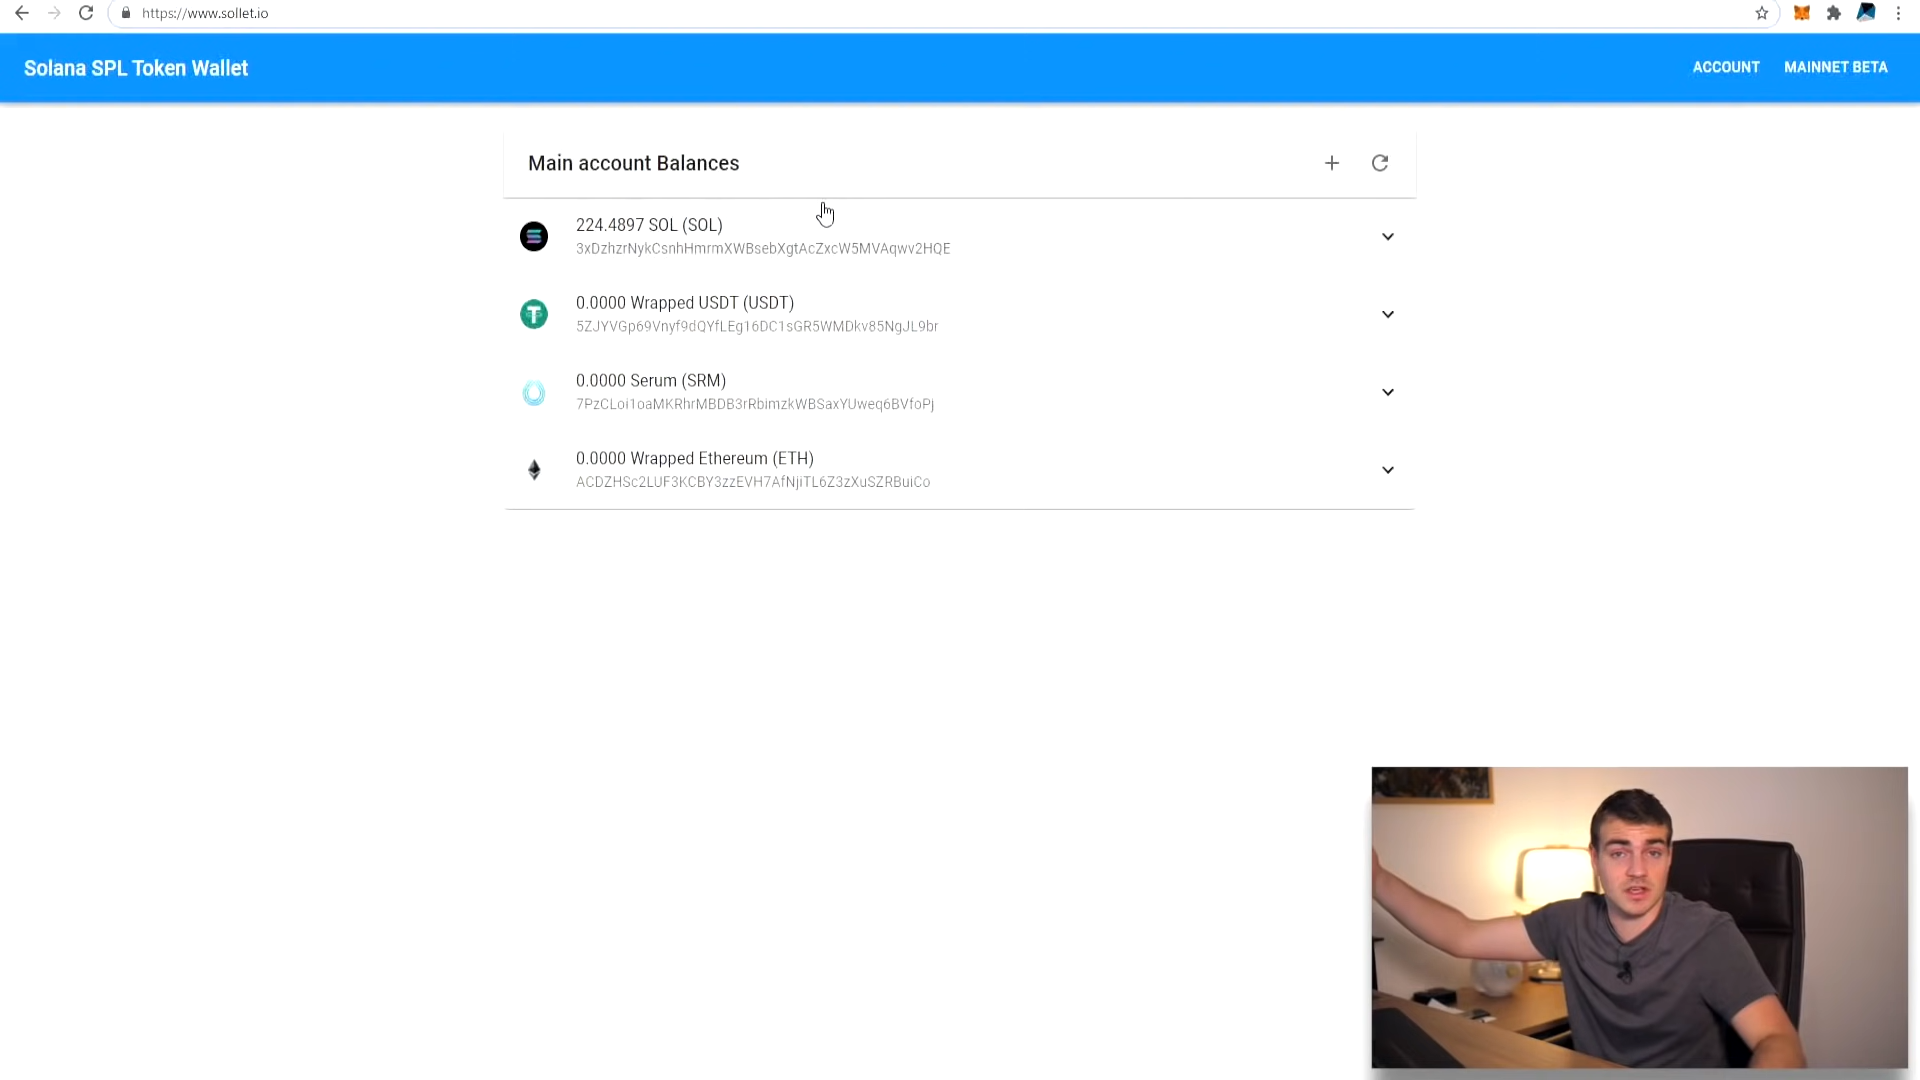 https://www.sollet.io
Solana SPL Token Wallet
ACCOUNT
MAINNET BETA
Main account Balances
224.4897 SOL (SOL)
3xDzhzrNykCsnhHmrmXWBsebXgtAcZxcW5MVAqwv2HQE
0.0000 Wrapped USDT (USDT)
5ZJYVGp69Vnyf9dQYfLEg16DC1sGR5WMDkv85NgJL9br
0.0000 Serum (SRM)
7PzCLoi1oaMKRhrMBDB3rRbimzkWBSaxYUweq6BVfoPj
0.0000 Wrapped Ethereum (ETH)
ACDZHSc2LUF3KCBY3zzEVH7AfNjiTL6Z3zXuSZRBuiCo